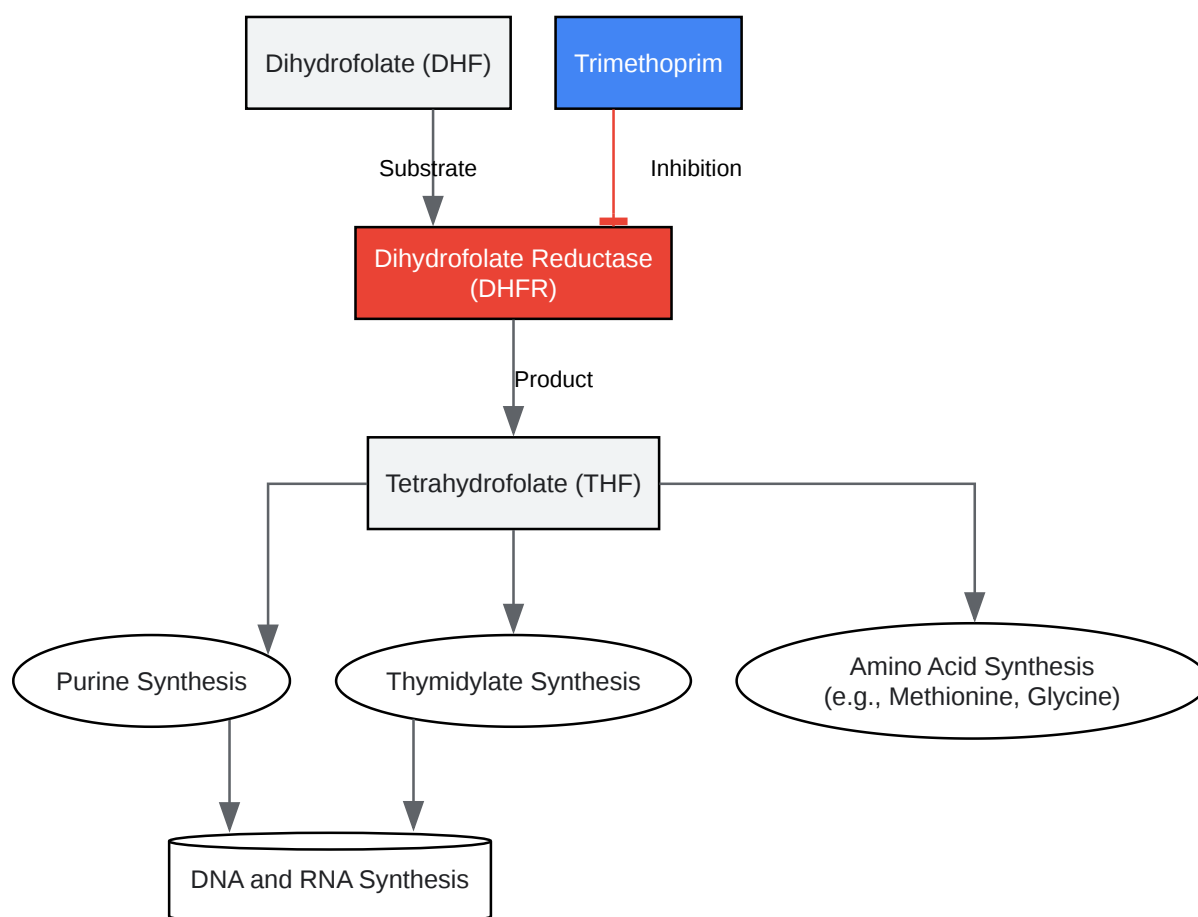 Dihydrofolate (DHF)
Trimethoprim
Substrate
Inhibition
Dihydrofolate Reductase
(DHFR)
Product
Tetrahydrofolate (THF)
Purine Synthesis
Thymidylate Synthesis
Amino Acid Synthesis
(e.g., Methionine, Glycine)
DNA and RNA Synthesis